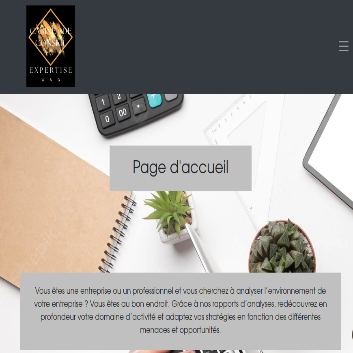 EXPERTISE
Page d'accueil
Vous êtes une entreprise ou un professionnel et vous cherchez à analyser l'environnement de
votre entreprise ? Vous êtes au bon endroit. Grâce à nos rapports d'analyses, redécouvrez en
profondeur votre domaine d'activité et adaptez vos stratégies en fonction des différentes
menaces et opportunités.